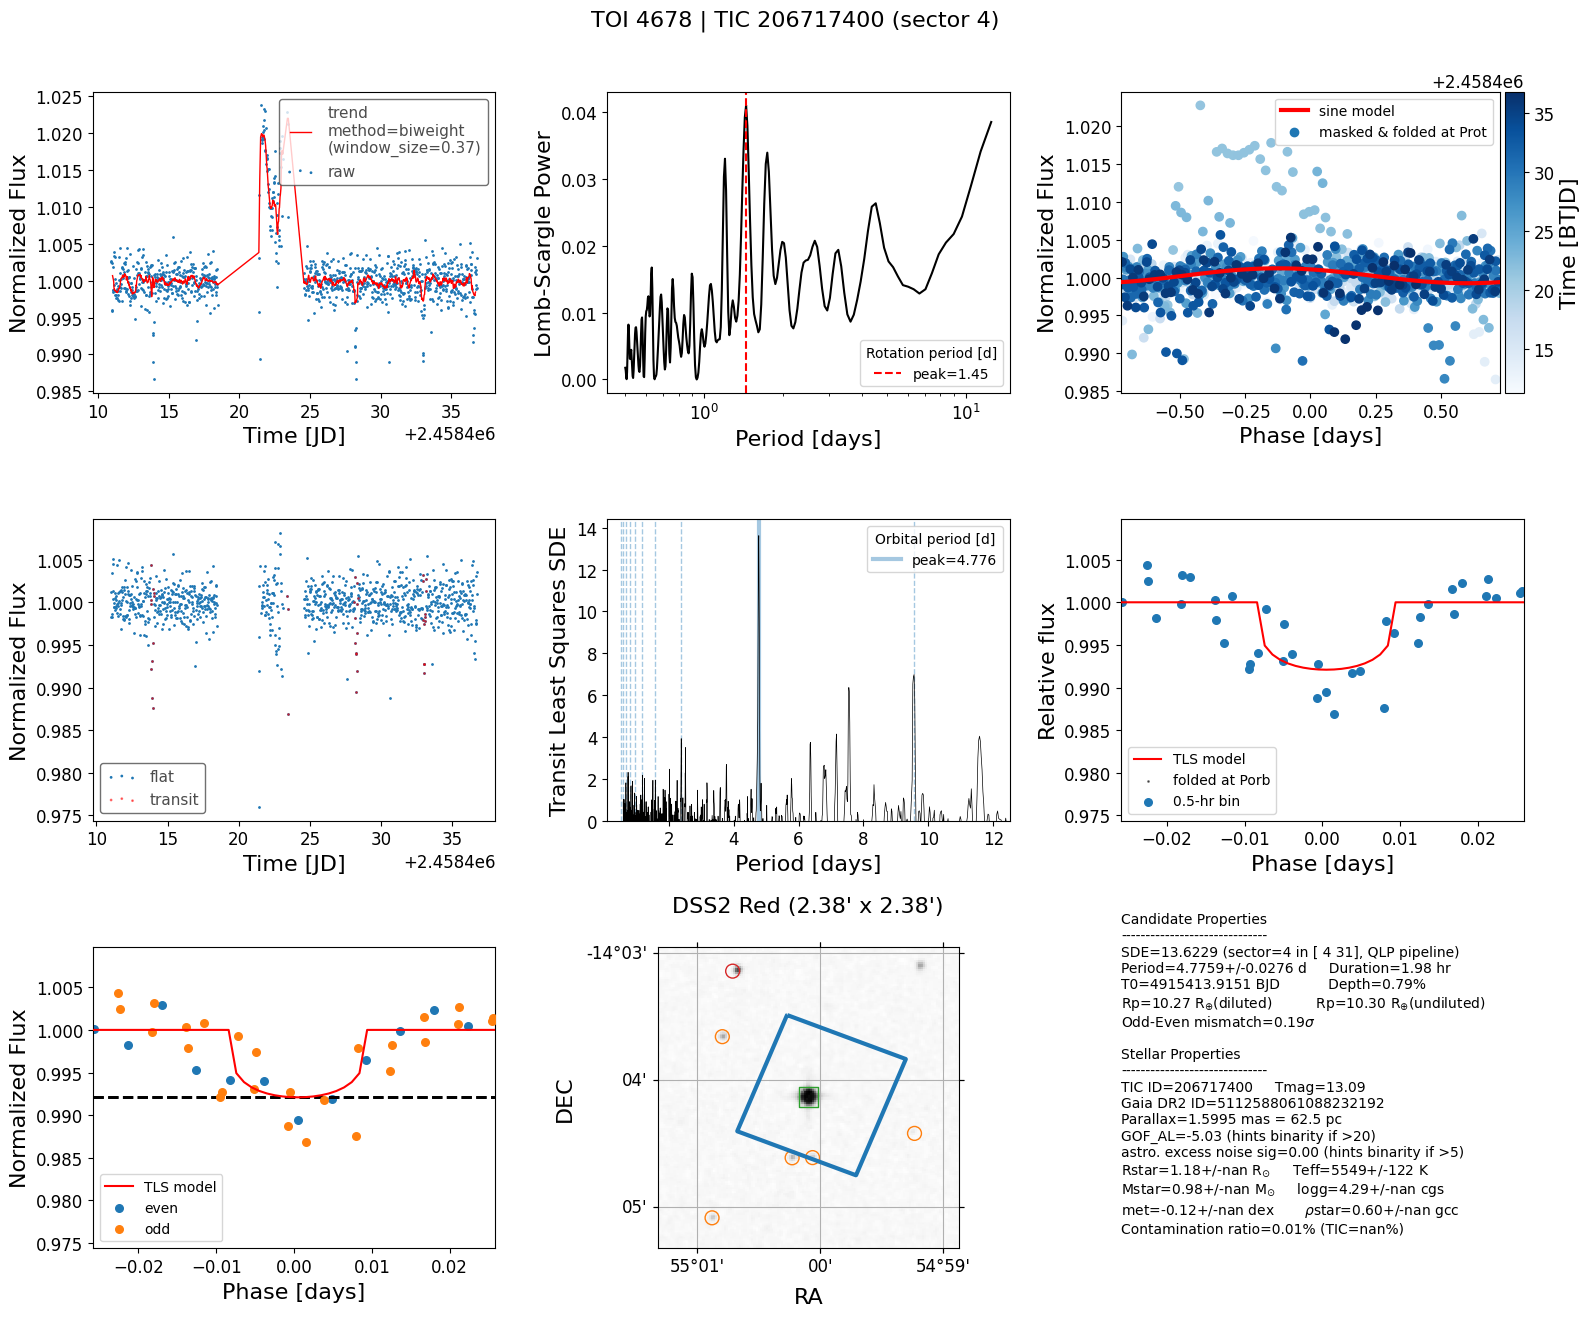 TOI 4678 | TIC 206717400 (sector 4)
1.025
1.020
1.015
1.010
1.005
1.000
0.995
0.990
0.985
Normalized Flux
trend
method=biweight
(window_size=0.37)
raw
10 15 20 25 30 35
Time [JD]
+2.4584e6
0.04
0.03
0.02
0.01
0.00
Lomb-Scargle Power
Rotation period [d]
peak=1.45
10^0 10^1
Period [days]
+2.4584e6
1.020
1.015
1.010
1.005
1.000
0.995
0.990
0.985
Normalized Flux
sine model
masked & folded at Prot
−0.50 −0.25 0.00 0.25 0.50
Phase [days]
35
30
25
20
15
Time [BTJD]
1.005
1.000
0.995
0.990
0.985
0.980
0.975
Normalized Flux
flat
transit
10 15 20 25 30 35
Time [JD]
+2.4584e6
14
12
10
8
6
4
2
0
Transit Least Squares SDE
Orbital period [d]
peak=4.776
2 4 6 8 10 12
Period [days]
1.005
1.000
0.995
0.990
0.985
0.980
0.975
Relative flux
TLS model
folded at Porb
0.5-hr bin
−0.02 −0.01 0.00 0.01 0.02
Phase [days]
1.005
1.000
0.995
0.990
0.985
0.980
0.975
Normalized Flux
TLS model
even
odd
−0.02 −0.01 0.00 0.01 0.02
Phase [days]
DSS2 Red (2.38' x 2.38')
-14°03'
04'
05'
DEC
55°01' 00' 54°59'
RA
Candidate Properties
------------------------------
SDE=13.6229 (sector=4 in [ 4 31], QLP pipeline)
Period=4.7759+/-0.0276 d Duration=1.98 hr
T0=4915413.9151 BJD Depth=0.79%
Rp=10.27 R⊕(diluted) Rp=10.30 R⊕(undiluted)
Odd-Even mismatch=0.19σ
Stellar Properties
------------------------------
TIC ID=206717400 Tmag=13.09
Gaia DR2 ID=5112588061088232192
Parallax=1.5995 mas = 62.5 pc
GOF_AL=-5.03 (hints binarity if >20)
astro. excess noise sig=0.00 (hints binarity if >5)
Rstar=1.18+/-nan R⊙ Teff=5549+/-122 K
Mstar=0.98+/-nan M⊙ logg=4.29+/-nan cgs
met=-0.12+/-nan dex ρstar=0.60+/-nan gcc
Contamination ratio=0.01% (TIC=nan%)